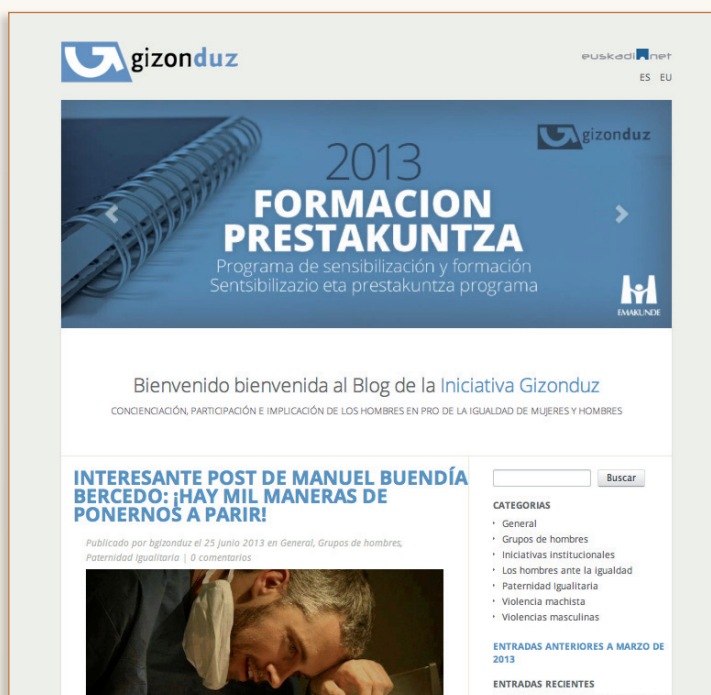 gizonduz
euskadi net
ES EU
gizonduz
2013
FORMACION
PRESTAKUNTZA
Programa de sensibilización y formación
Sentsibilizazio eta prestakuntza programa
EMAKUNDE
Bienvenido bienvenida al Blog de la Iniciativa Gizonduz
CONCIENCIACIÓN, PARTICIPACIÓN E IMPLICACIÓN DE LOS HOMBRES EN PRO DE LA IGUALDAD DE MUJERES Y HOMBRES
INTERESANTE POST DE MANUEL BUENDÍA
BERCEDO: ¡HAY MIL MANERAS DE
PONERNOS A PARIR!
Publicado por bgizonduz el 25 junio 2013 en General, Grupos de hombres,
Paternidad igualitaria | 0 comentarios
Buscar
CATEGORIAS
General
Grupos de hombres
Iniciativas institucionales
Los hombres ante la igualdad
Paternidad igualitaria
Violencia machista
Violencias masculinas
ENTRADAS ANTERIORES A MARZO DE
2013
ENTRADAS RECIENTES